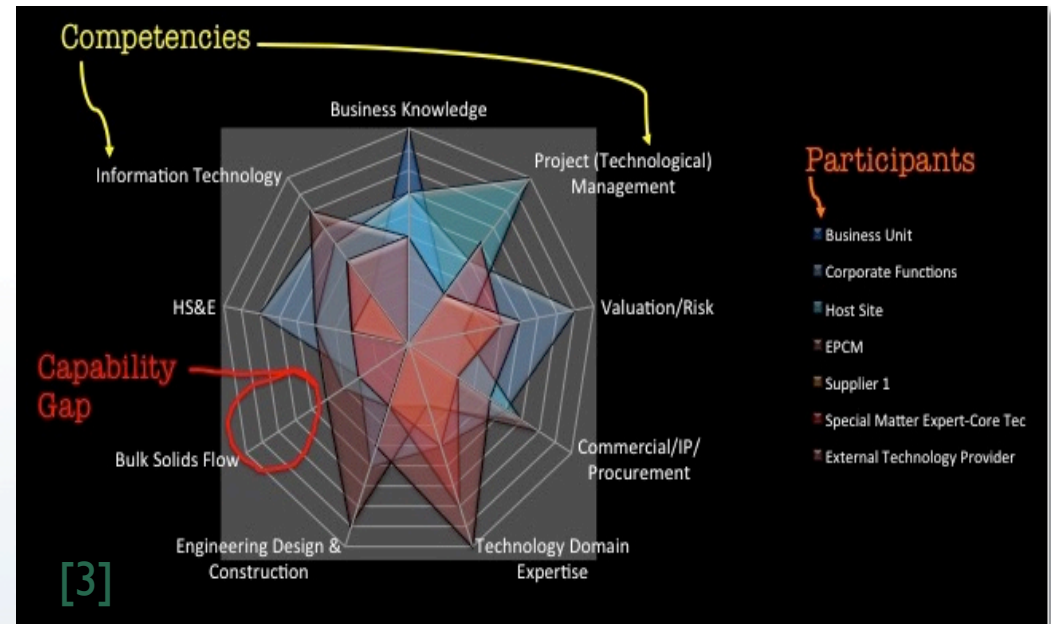 Competencies
Business Knowledge
Information Technology
Project (Technological)
Management
Participants
Business Unit
Corporate Functions
Host Site
EPCM
Supplier 1
Special Matter Expert-Core Tec
External Technology Provider
HS&E
Valuation/Risk
Capability
Gap
Bulk Solids Flow
Commercial/IP/
Procurement
Engineering Design &
Construction
Technology Domain
Expertise
[3]